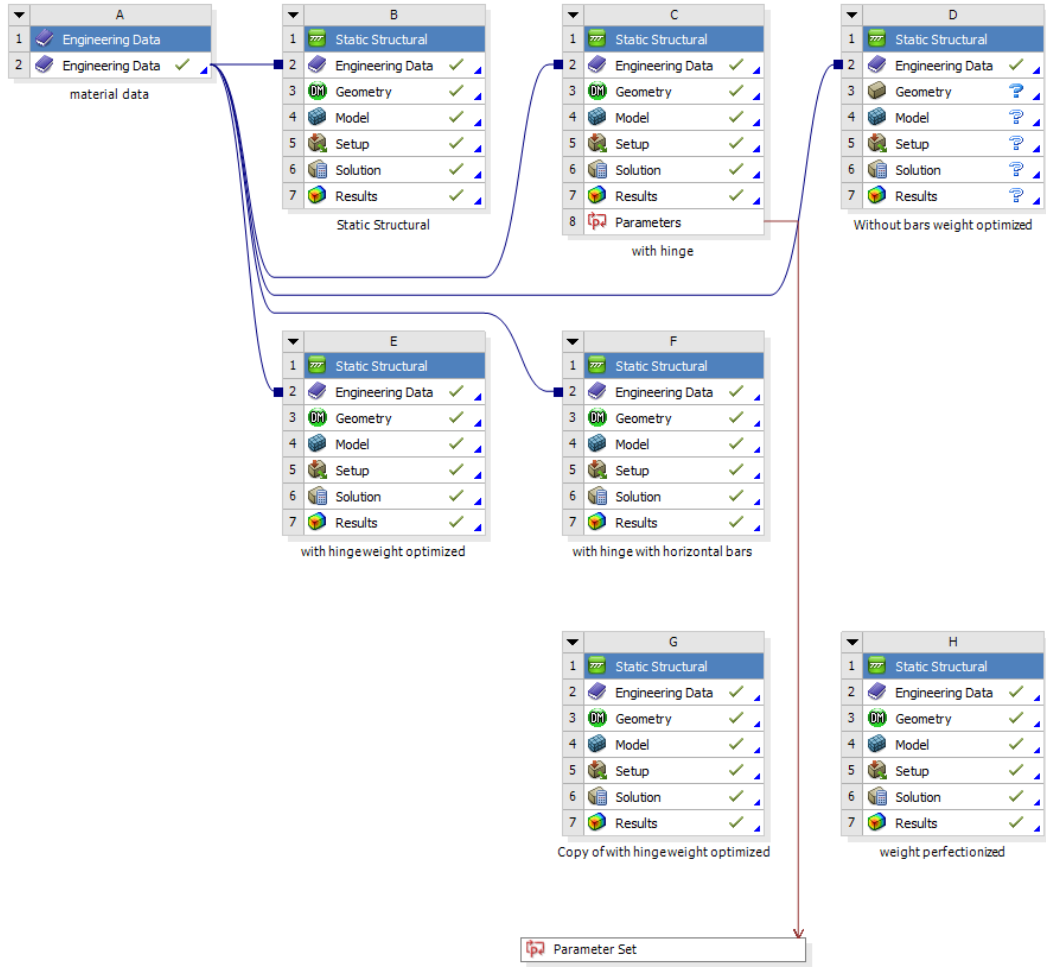 A
1 Engineering Data
2 Engineering Data
material data
B
1 Static Structural
2 Engineering Data
3 DM Geometry
4 Model
5 Setup
6 Solution
7 Results
Static Structural
C
1 Static Structural
2 Engineering Data
3 DM Geometry
4 Model
5 Setup
6 Solution
7 Results
8 p Parameters
with hinge
D
1 Static Structural
2 Engineering Data
3 Geometry ?
4 Model ?
5 Setup ?
6 Solution ?
7 Results ?
Without bars weight optimized
E
1 Static Structural
2 Engineering Data
3 DM Geometry
4 Model
5 Setup
6 Solution
7 Results
with hingeweight optimized
F
1 Static Structural
2 Engineering Data
3 DM Geometry
4 Model
5 Setup
6 Solution
7 Results
with hinge with horizontal bars
G
1 Static Structural
2 Engineering Data
3 DM Geometry
4 Model
5 Setup
6 Solution
7 Results
Copy of with hingeweight optimized
H
1 Static Structural
2 Engineering Data
3 DM Geometry
4 Model
5 Setup
6 Solution
7 Results
weight perfectionized
p Parameter Set